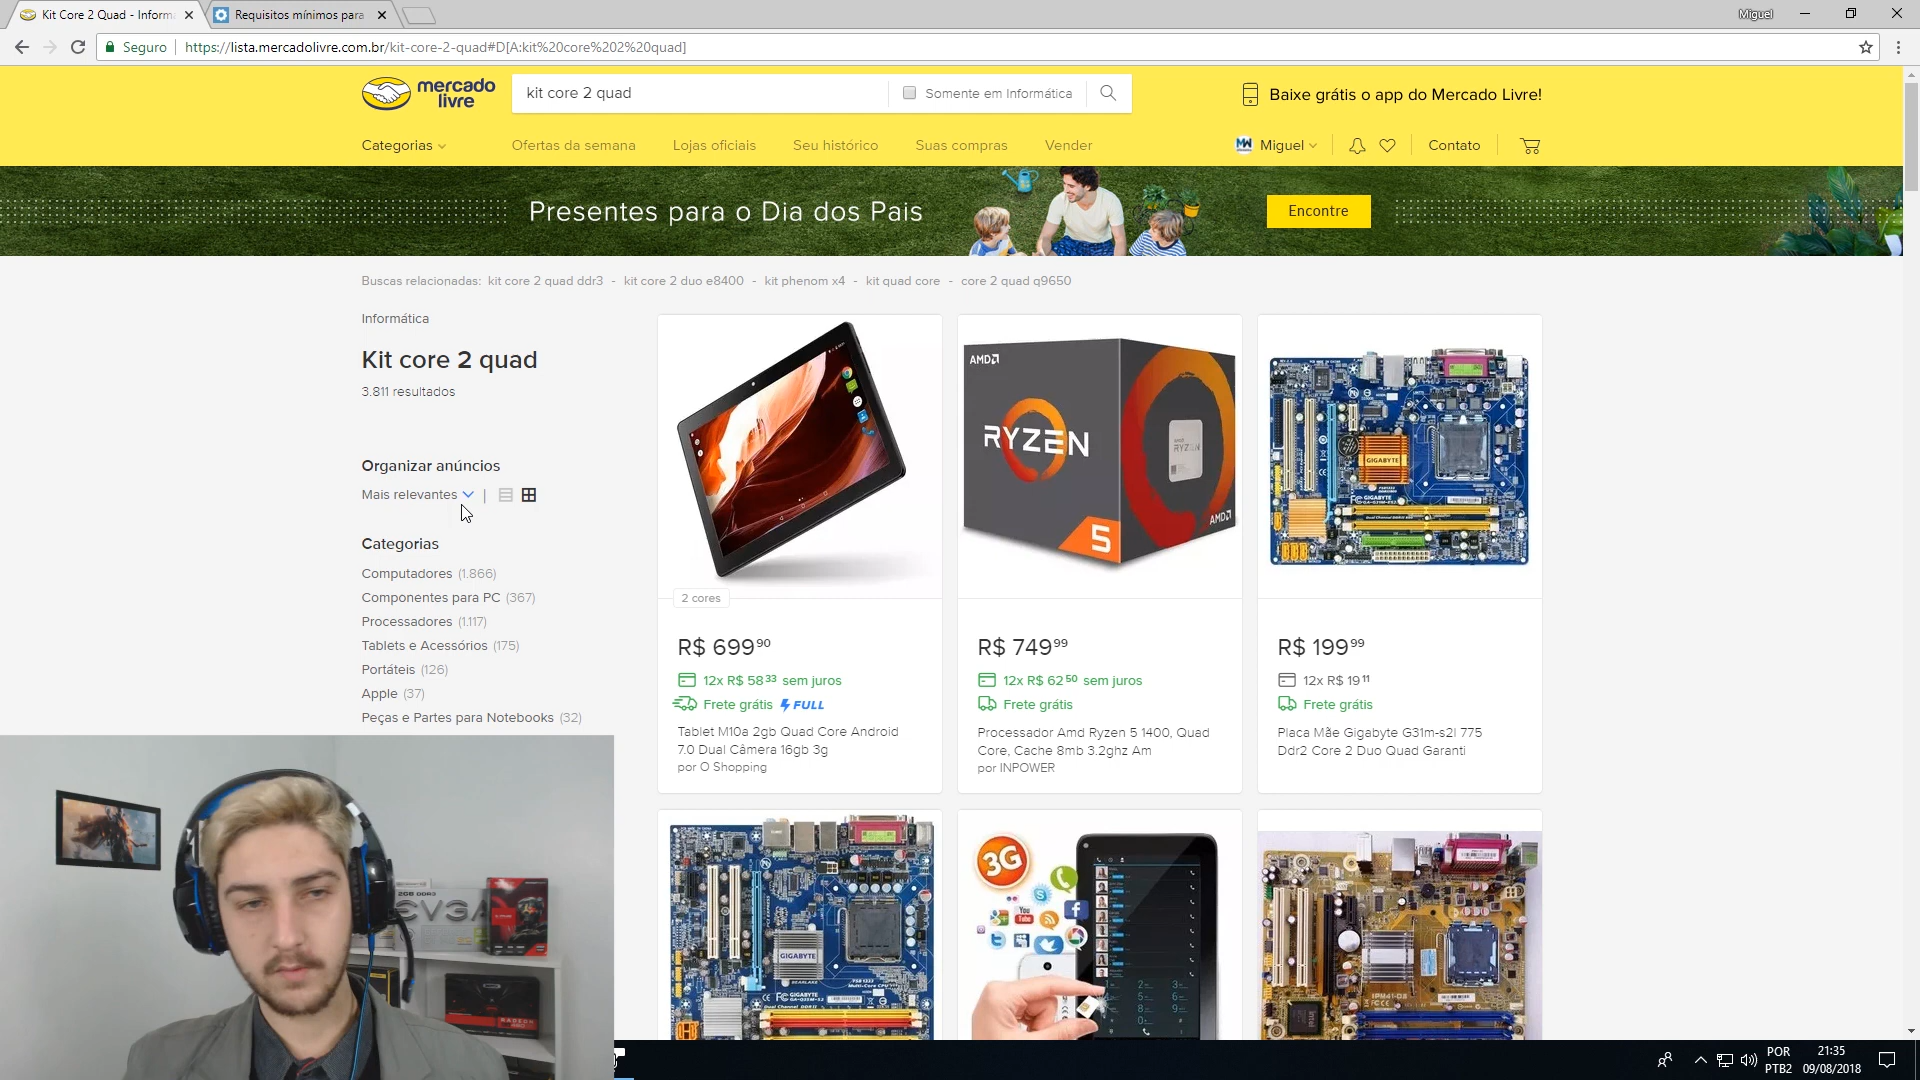 Kit Core 2 Quad - Inform
Requisitos mínimos para
Miguel
Seguro
https://lista.mercadolivre.com.br/kit-core-2-quad#D[A:kit%20core%202%20quad]
mercado
livre
kit core 2 quad
Somente em Informática
Baixe grátis o app do Mercado Livre!
Categorias
Ofertas da semana
Lojas oficiais
Seu histórico
Suas compras
Vender
Miguel
Contato
Presentes para o Dia dos Pais
Encontre
Buscas relacionadas: kit core 2 quad ddr3 - kit core 2 duo e8400 - kit phenom x4 - kit quad core - core 2 quad q9650
Informática
Kit core 2 quad
3.811 resultados
Organizar anúncios
Mais relevantes
Categorias
Computadores (1.866)
Componentes para PC (367)
Processadores (1.117)
Tablets e Acessórios (175)
Portáteis (126)
Apple (37)
Peças e Partes para Notebooks (32)
2 cores
R$ 699 90
12x R$ 58 33 sem juros
Frete grátis FULL
Tablet M10a 2gb Quad Core Android
7.0 Dual Câmera 16gb 3g
por O Shopping
AMD
RYZEN
RYZEN
5
AMD
R$ 749 99
12x R$ 62 50 sem juros
Frete grátis
Processador Amd Ryzen 5 1400, Quad
Core, Cache 8mb 3.2ghz Am
por INPOWER
GIGABYTE
R$ 199 99
12x R$ 19 11
Frete grátis
Placa Mãe Gigabyte G31m-s2l 775
Ddr2 Core 2 Duo Quad Garanti
GIGABYTE
3G
You
Tube
2GB DDR3
EVGA
RADEON
POR
PTB2
21:35
09/08/2018